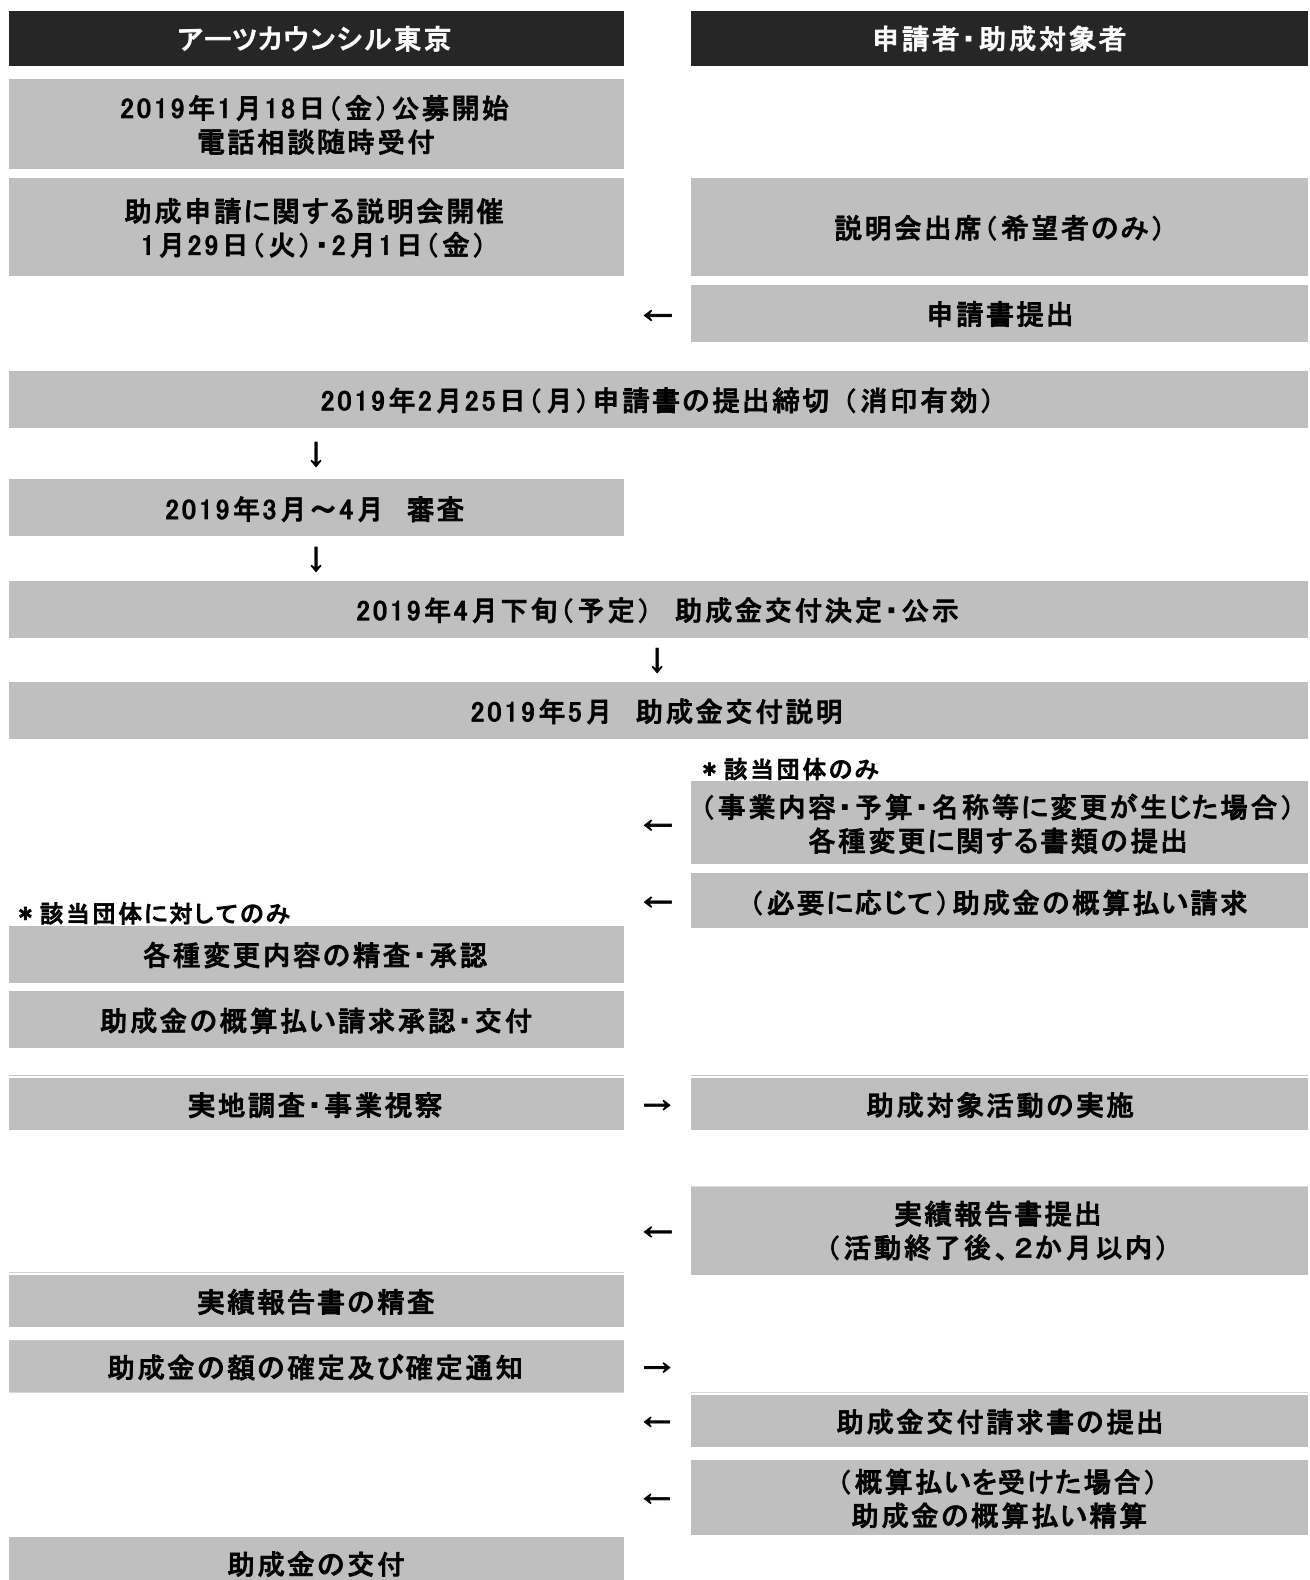 アーツカウンシル東京
申請者・助成対象者
2019年1月18日（金）公募開始
電話相談随時受付
助成申請に関する説明会開催
1月29日（火）・2月1日（金）
説明会出席（希望者のみ）
←
申請書提出
2019年2月25日（月）申請書の提出締切（消印有効）
↓
2019年3月～4月　審査
↓
2019年4月下旬（予定）　助成金交付決定・公示
↓
2019年5月　助成金交付説明
＊該当団体のみ
←
（事業内容・予算・名称等に変更が生じた場合）
各種変更に関する書類の提出
←
（必要に応じて）助成金の概算払い請求
＊該当団体に対してのみ
各種変更内容の精査・承認
助成金の概算払い請求承認・交付
実地調査・事業視察
→
助成対象活動の実施
←
実績報告書提出
（活動終了後、2か月以内）
実績報告書の精査
助成金の額の確定及び確定通知
→
←
助成金交付請求書の提出
←
（概算払いを受けた場合）
助成金の概算払い精算
助成金の交付